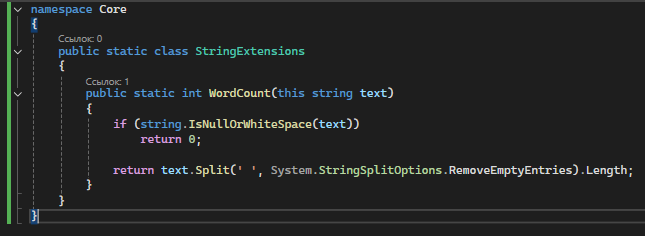 namespace Core
{
Ссылок: 0
public static class StringExtensions
{
Ссылок: 1
public static int WordCount(this string text)
{
if (string.IsNullOrWhiteSpace(text))
return 0;
return text.Split(' ', System.StringSplitOptions.RemoveEmptyEntries).Length;
}
}
}